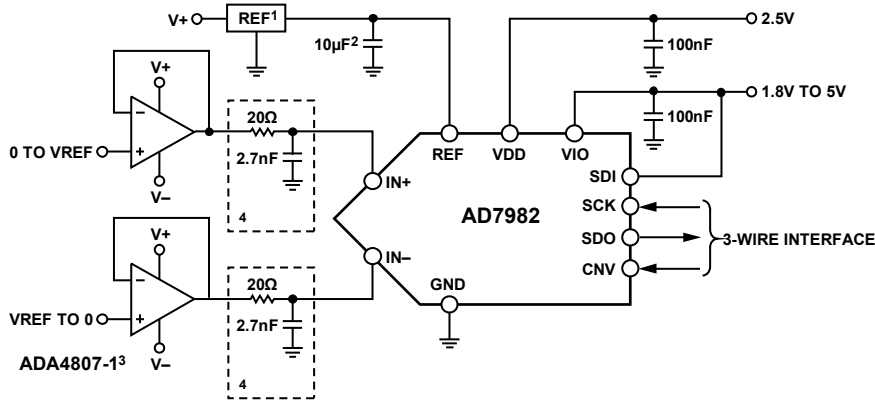 V+ REF¹ 10µF² 100nF 2.5V
V+ 20Ω 2.7nF 100nF 1.8V TO 5V
0 TO VREF − + V− 4
REF VDD VIO
IN+ SDI
AD7982 SCK
SDO 3-WIRE INTERFACE
IN− CNV
V+ 20Ω 2.7nF GND
VREF TO 0 − + V− 4
ADA4807-1³